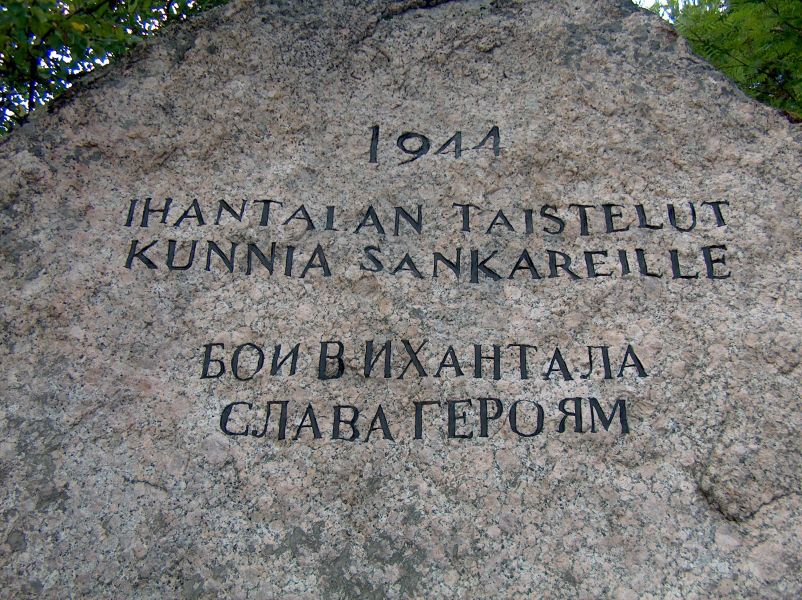 1944
IHANTALAN TAISTELUT
KUNNIA SANKAREILLE
БОИ В ИХАНТАЛА
СЛАВА ГЕРОЯМ